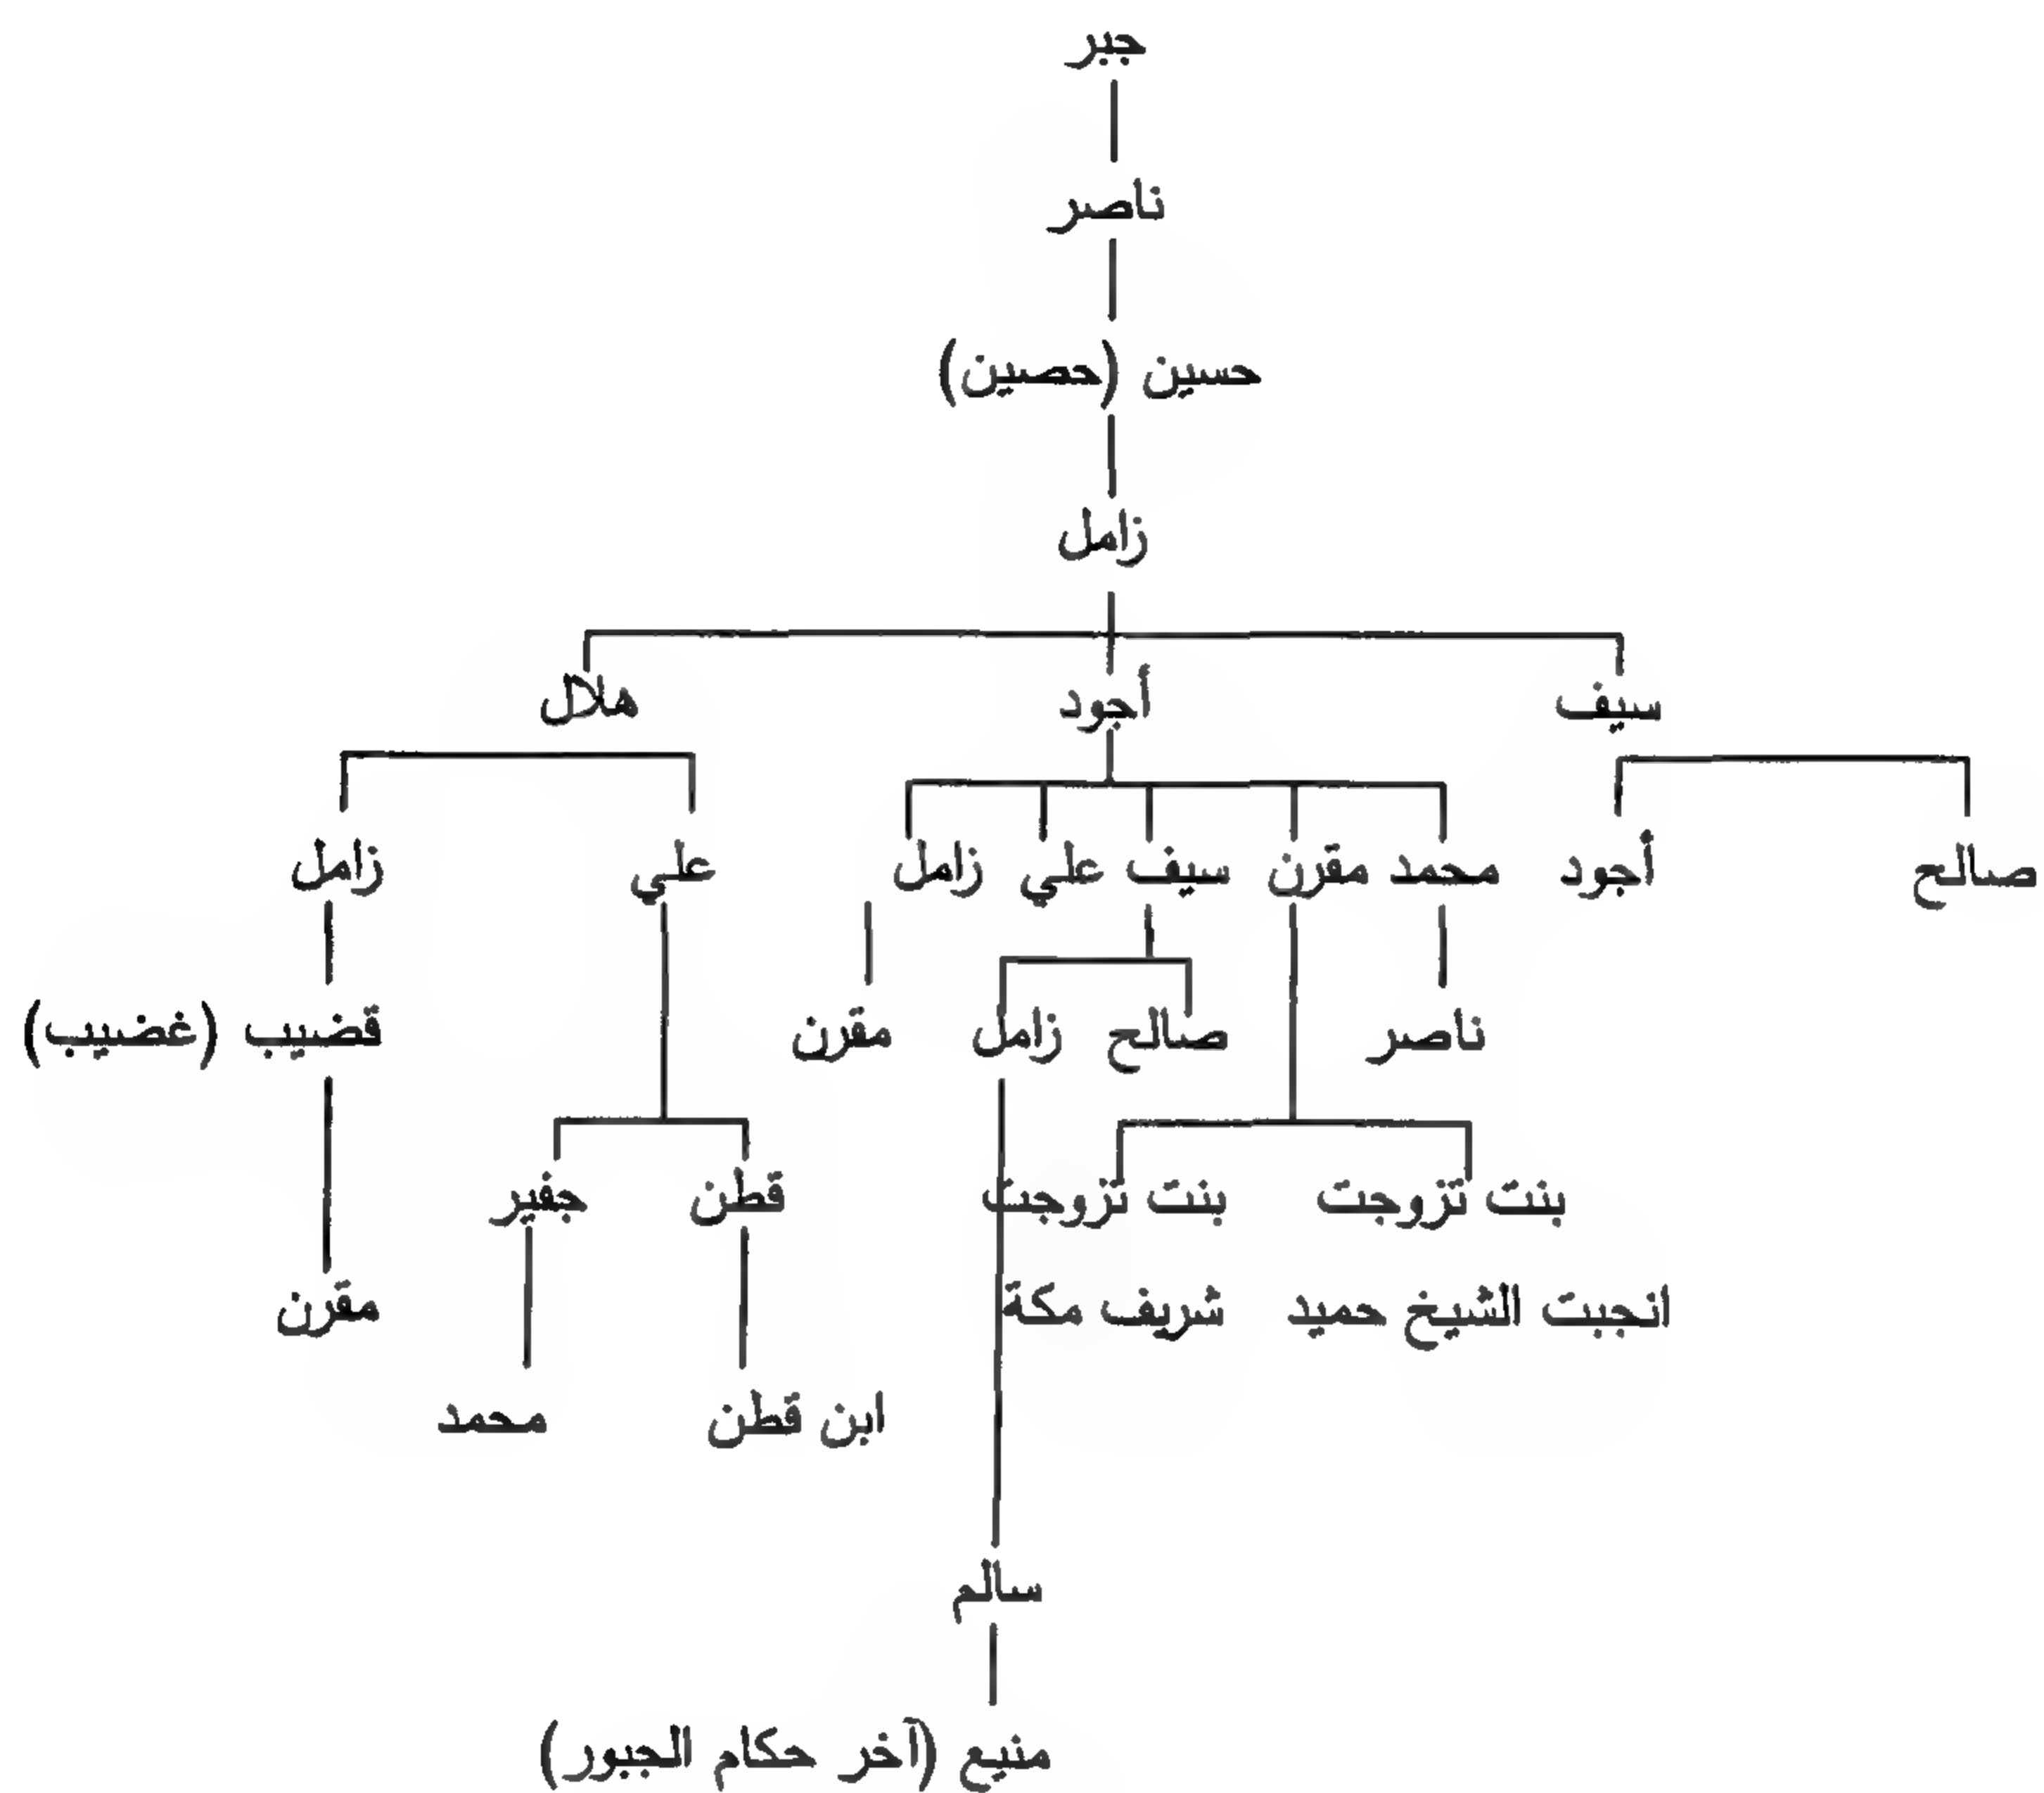 جبر
ناصر
حسين (حصين)
زامل
سيف أجود هلال
صالح أجود محمد مقرن سيف علي زامل علي زامل
ناصر صالح زامل مقرن قضيب (غضيب)
بنت تزوجت بنت تزوجت قطن جفير
انجبت الشيخ حميد شريف مكة مقرن
ابن قطن محمد
سالم
منيع (آخر حكام الجبور)